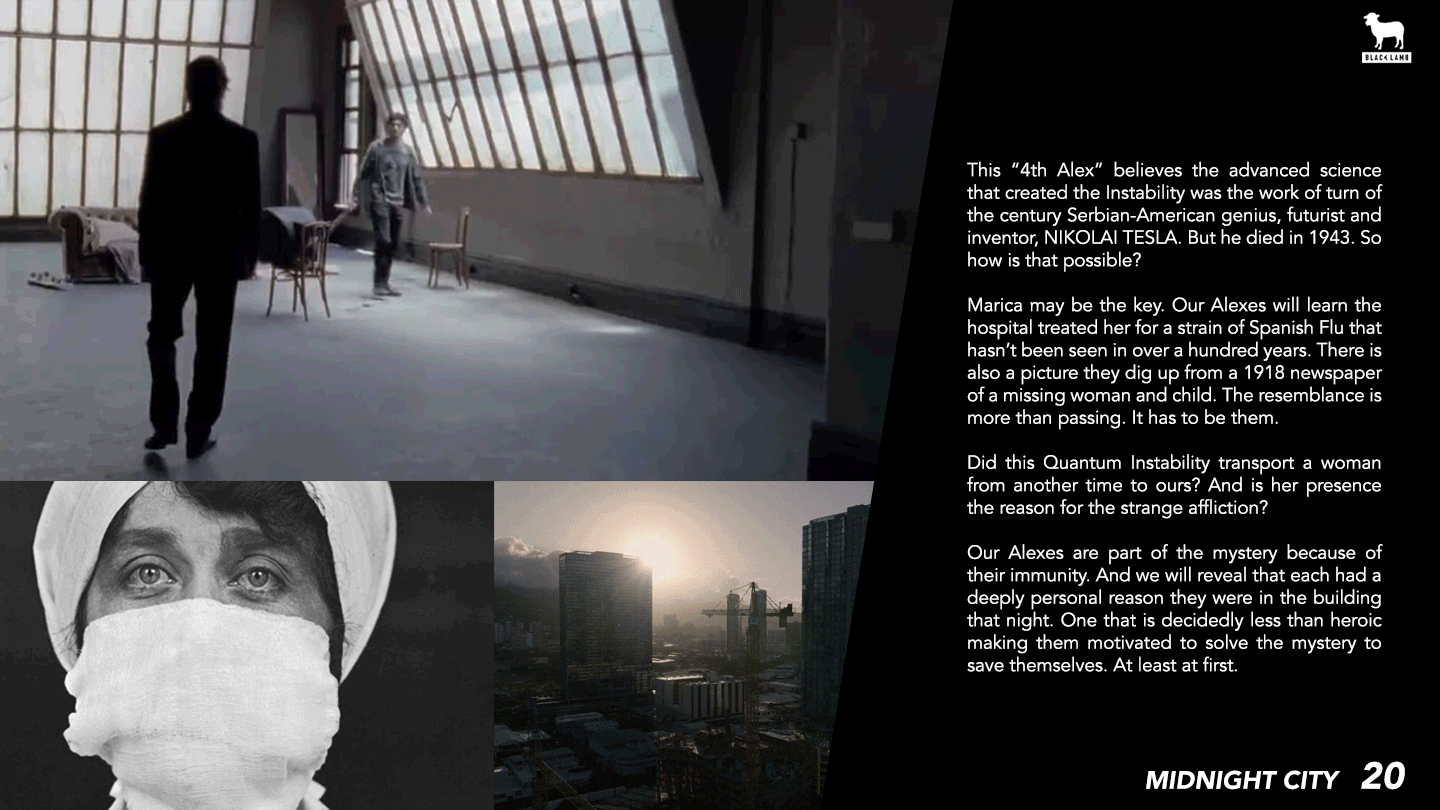 BLACK LAMB
This “4th Alex” believes the advanced science
that created the Instability was the work of turn of
the century Serbian-American genius, futurist and
inventor, NIKOLAI TESLA. But he died in 1943. So
how is that possible?
Marica may be the key. Our Alexes will learn the
hospital treated her for a strain of Spanish Flu that
hasn’t been seen in over a hundred years. There is
also a picture they dig up from a 1918 newspaper
of a missing woman and child. The resemblance is
more than passing. It has to be them.
Did this Quantum Instability transport a woman
from another time to ours? And is her presence
the reason for the strange affliction?
Our Alexes are part of the mystery because of
their immunity. And we will reveal that each had a
deeply personal reason they were in the building
that night. One that is decidedly less than heroic
making them motivated to solve the mystery to
save themselves. At least at first.
MIDNIGHT CITY 20